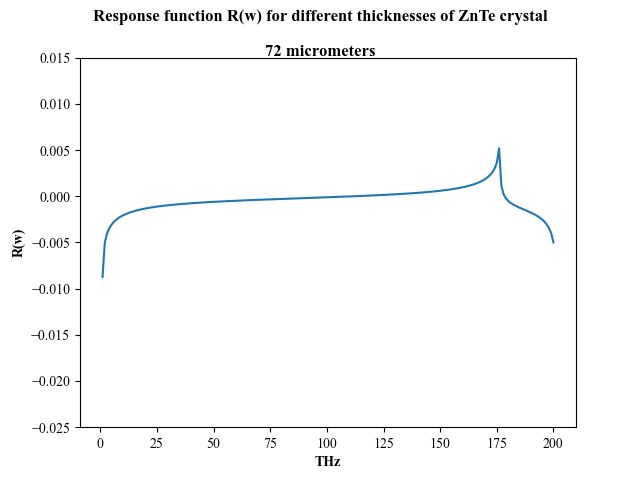 Response function R(w) for different thicknesses of ZnTe crystal
72 micrometers
0.015
0.010
0.005
0.000
−0.005
−0.010
−0.015
−0.020
−0.025
R(w)
0 25 50 75 100 125 150 175 200
THz